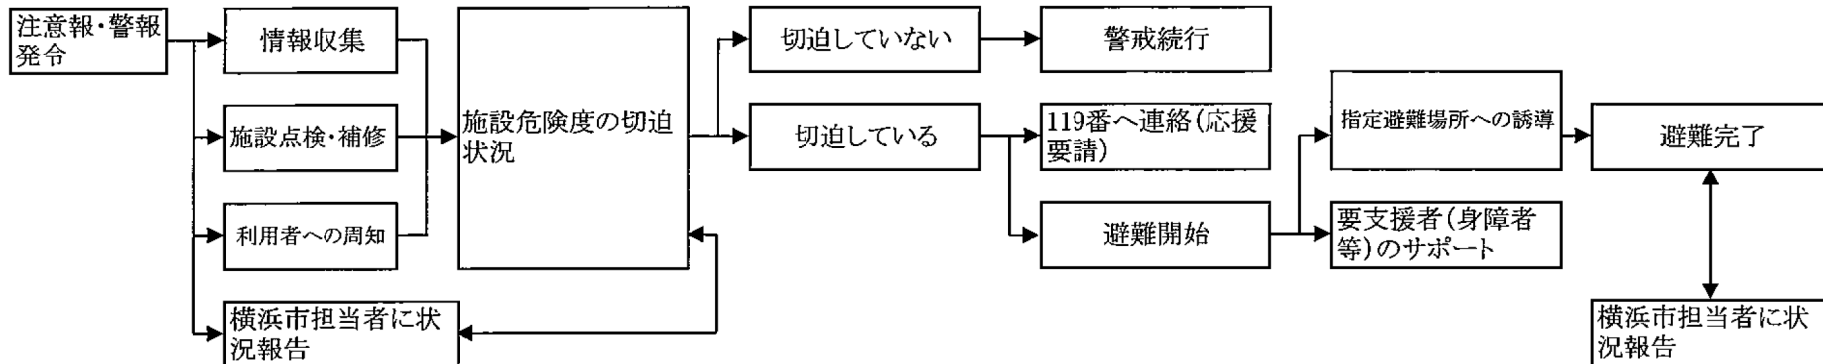 注意報・警報
発令
情報収集
施設点検・補修
利用者への周知
横浜市担当者に状
況報告
施設危険度の切迫
状況
切迫していない
警戒続行
切迫している
119番へ連絡(応援
要請)
避難開始
指定避難場所への誘導
要支援者(身障者
等)のサポート
避難完了
横浜市担当者に状
況報告